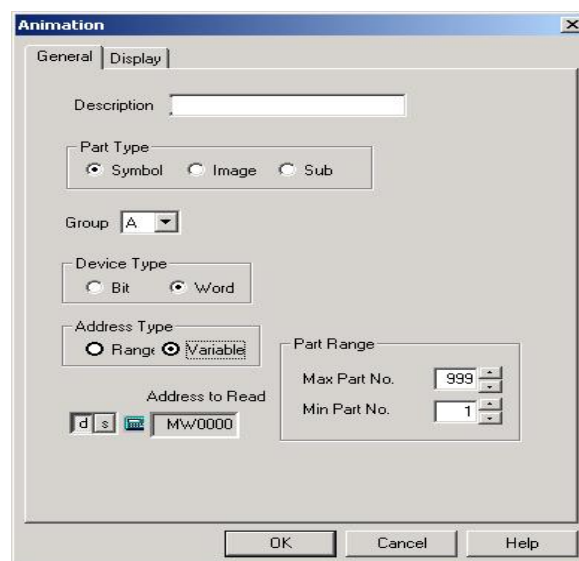 Animation
General Display
Description
Part Type
Symbol Image Sub
Group A
Device Type
Bit Word
Address Type
Range Variable
Part Range
Max Part No. 999
Min Part No. 1
Address to Read
d s MW0000
OK Cancel Help